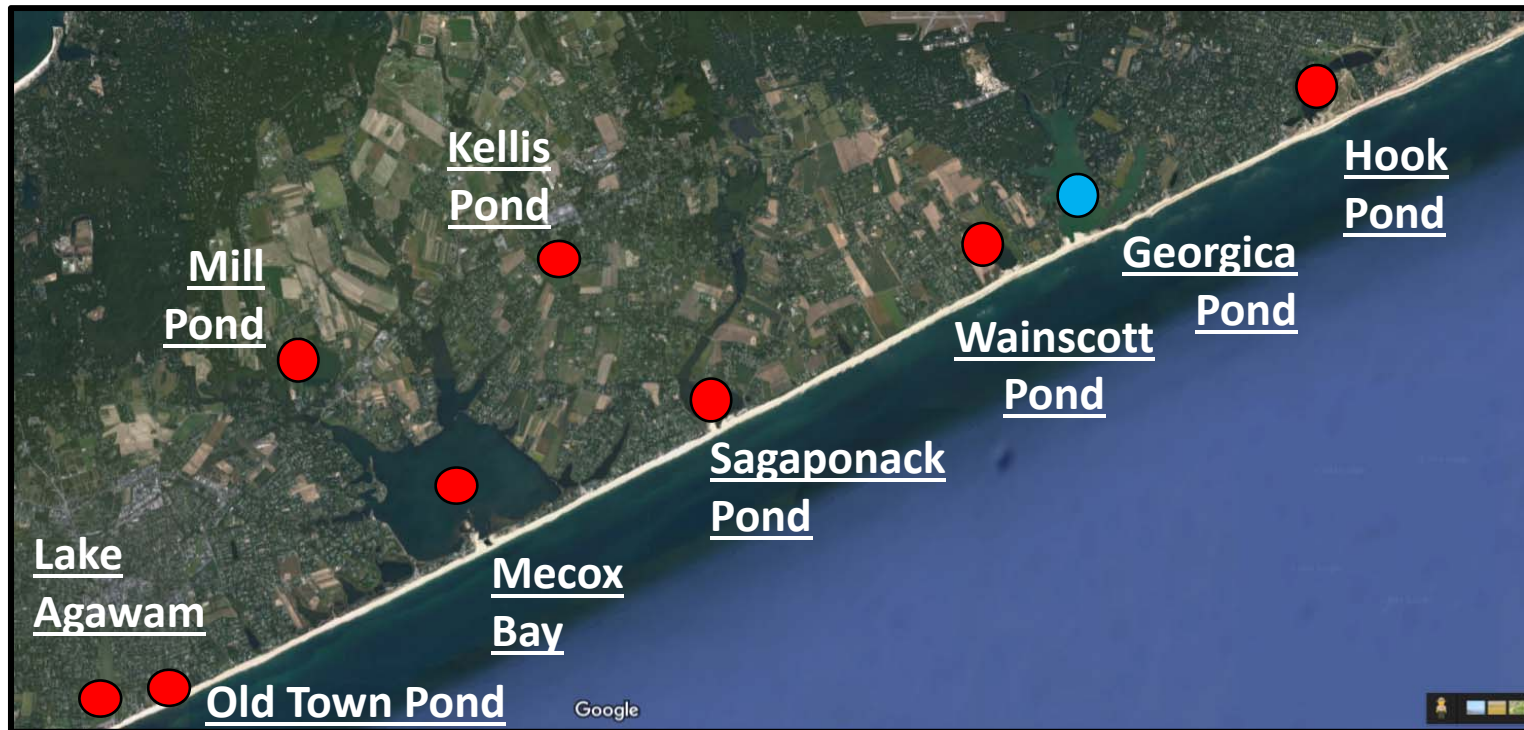 Kellis
Pond
Hook
Pond
Mill
Pond
Georgica
Pond
Wainscott
Pond
Sagaponack
Pond
Lake
Agawam
Mecox
Bay
Old Town Pond
Google